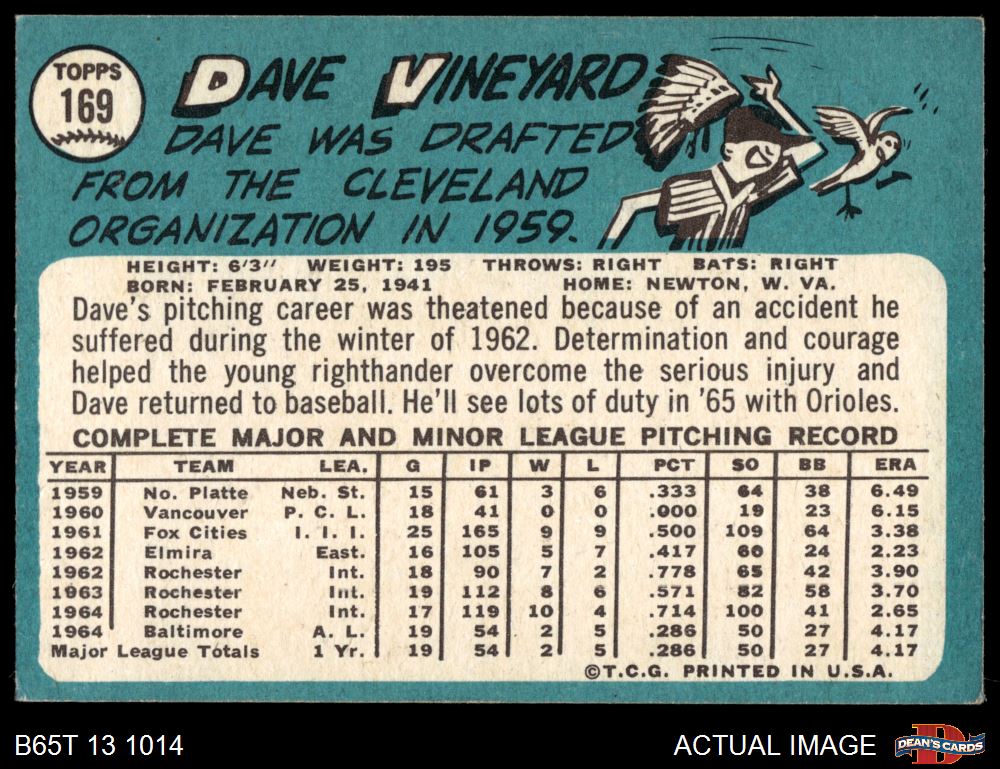 TOPPS
169
DAVE VINEYARD
DAVE WAS DRAFTED
FROM THE CLEVELAND
ORGANIZATION IN 1959.
HEIGHT: 6'3" WEIGHT: 195 THROWS: RIGHT BATS: RIGHT
BORN: FEBRUARY 25, 1941 HOME: NEWTON, W. VA.
Dave's pitching career was theatened because of an accident he
suffered during the winter of 1962. Determination and courage
helped the young righthander overcome the serious injury and
Dave returned to baseball. He'll see lots of duty in '65 with Orioles.
COMPLETE MAJOR AND MINOR LEAGUE PITCHING RECORD
YEAR TEAM LEA. G IP W L PCT SO BB ERA
1959 No. Platte Neb. St. 15 61 3 6 .333 64 38 6.49
1960 Vancouver P. C. L. 18 41 0 0 .000 19 23 6.15
1961 Fox Cities I. I. I. 25 165 9 9 .500 109 64 3.38
1962 Elmira East. 16 105 5 7 .417 60 24 2.23
1962 Rochester Int. 18 90 7 2 .778 65 42 3.90
1963 Rochester Int. 19 112 8 6 .571 82 58 3.70
1964 Rochester Int. 17 119 10 4 .714 100 41 2.65
1964 Baltimore A. L. 19 54 2 5 .286 50 27 4.17
Major League Totals 1 Yr. 19 54 2 5 .286 50 27 4.17
©T.C.G. PRINTED IN U.S.A.
B65T 13 1014 ACTUAL IMAGE
DEAN'S CARDS